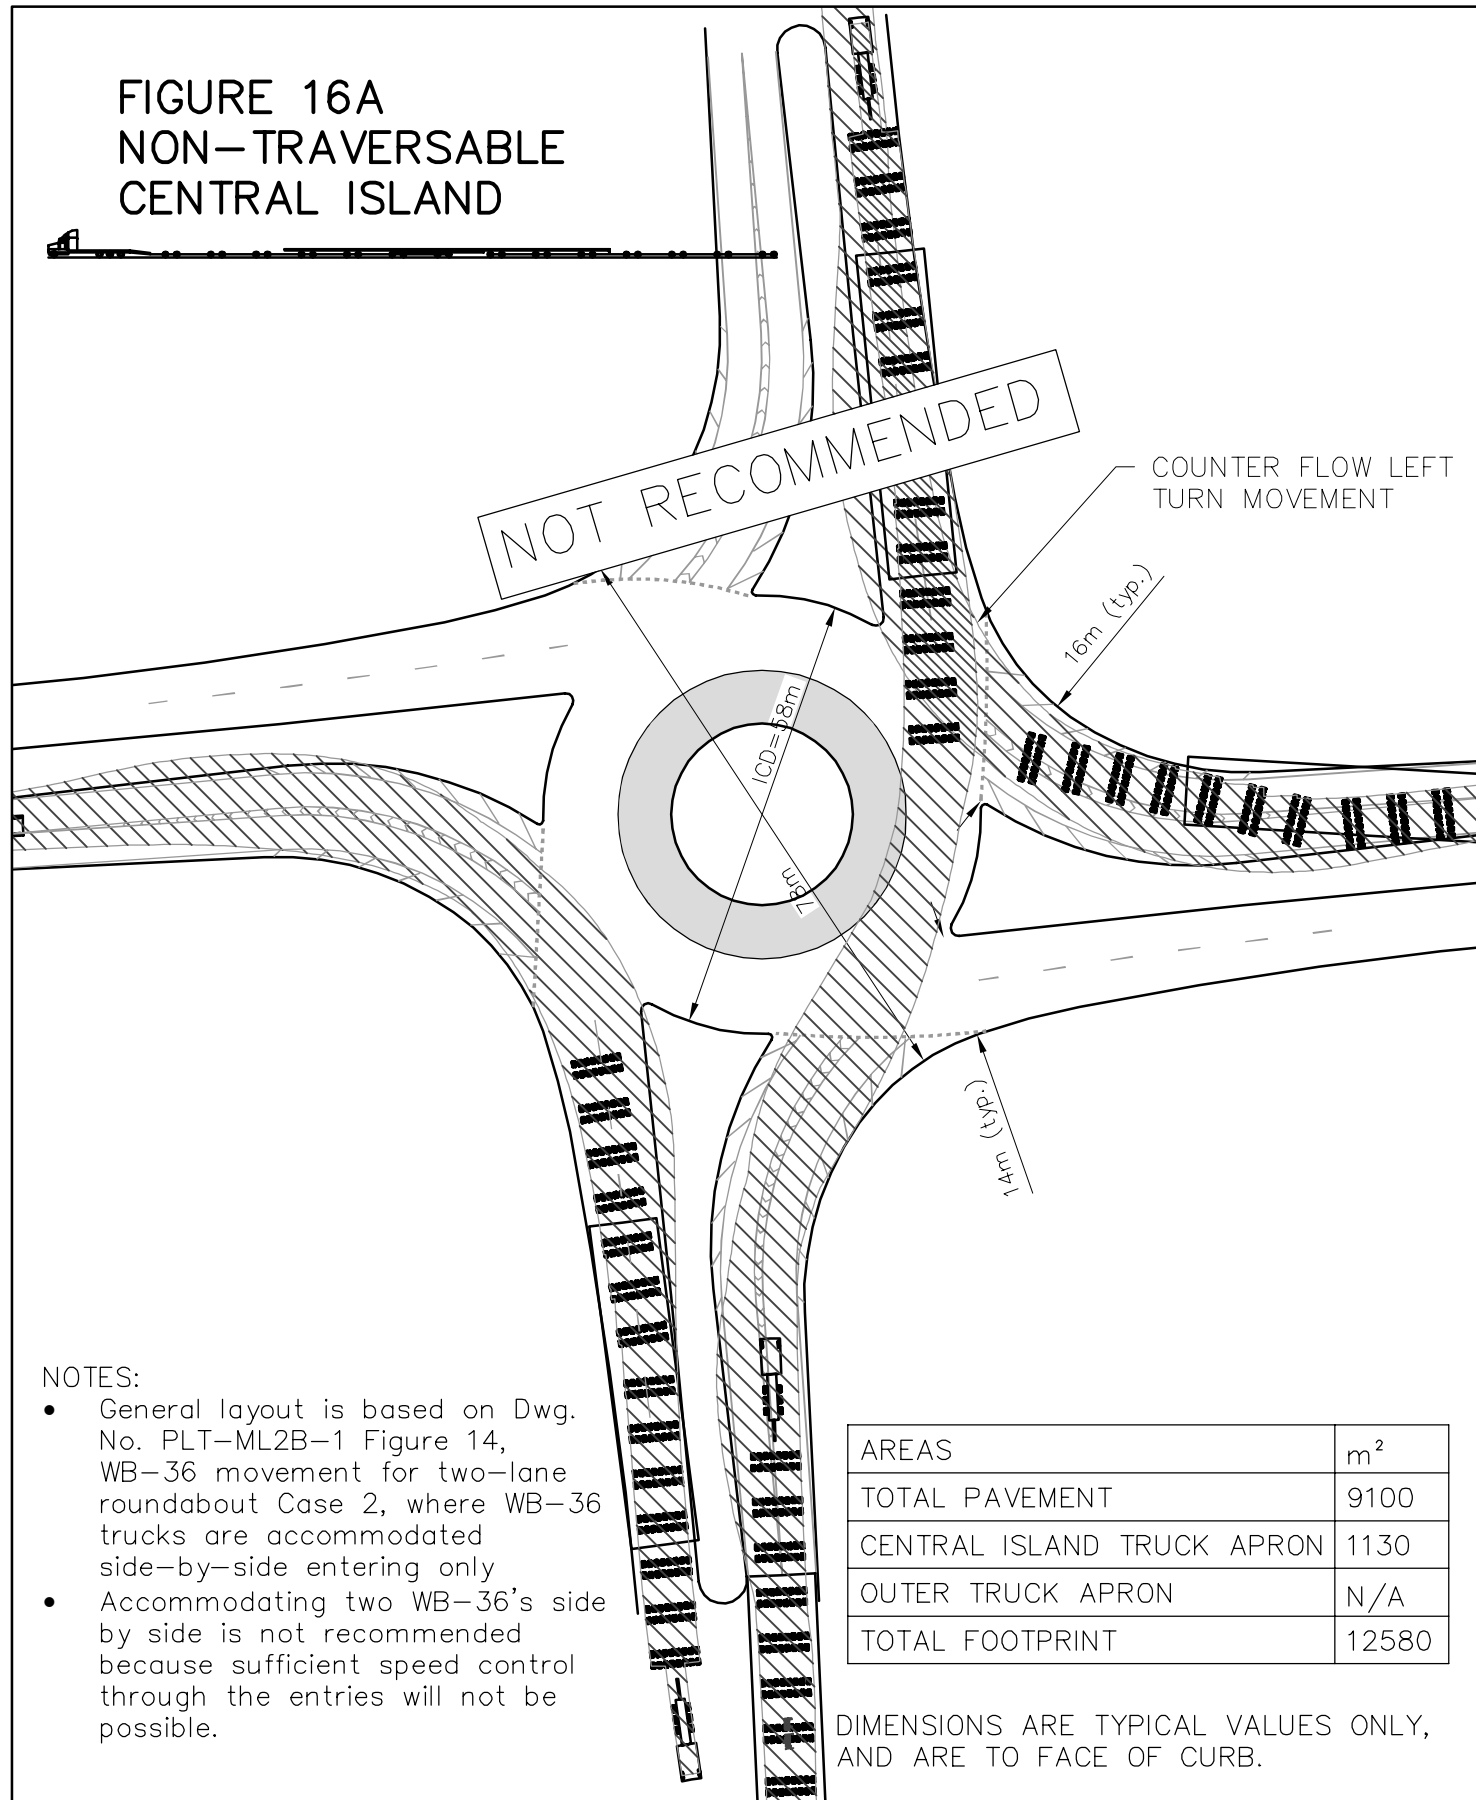 FIGURE 16A
NON-TRAVERSABLE
CENTRAL ISLAND
NOT RECOMMENDED
COUNTER FLOW LEFT
TURN MOVEMENT
16m (typ.)
ICD=58m
78m
14m (typ.)
NOTES:
• General layout is based on Dwg.
No. PLT-ML2B-1 Figure 14,
WB-36 movement for two-lane
roundabout Case 2, where WB-36
trucks are accommodated
side-by-side entering only
• Accommodating two WB-36's side
by side is not recommended
because sufficient speed control
through the entries will not be
possible.
AREAS m²
TOTAL PAVEMENT 9100
CENTRAL ISLAND TRUCK APRON 1130
OUTER TRUCK APRON N/A
TOTAL FOOTPRINT 12580
DIMENSIONS ARE TYPICAL VALUES ONLY,
AND ARE TO FACE OF CURB.